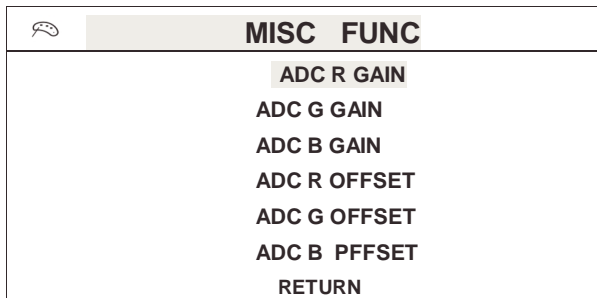 MISC FUNC
ADC R GAIN
ADC G GAIN
ADC B GAIN
ADC R OFFSET
ADC G OFFSET
ADC B PFFSET
RETURN